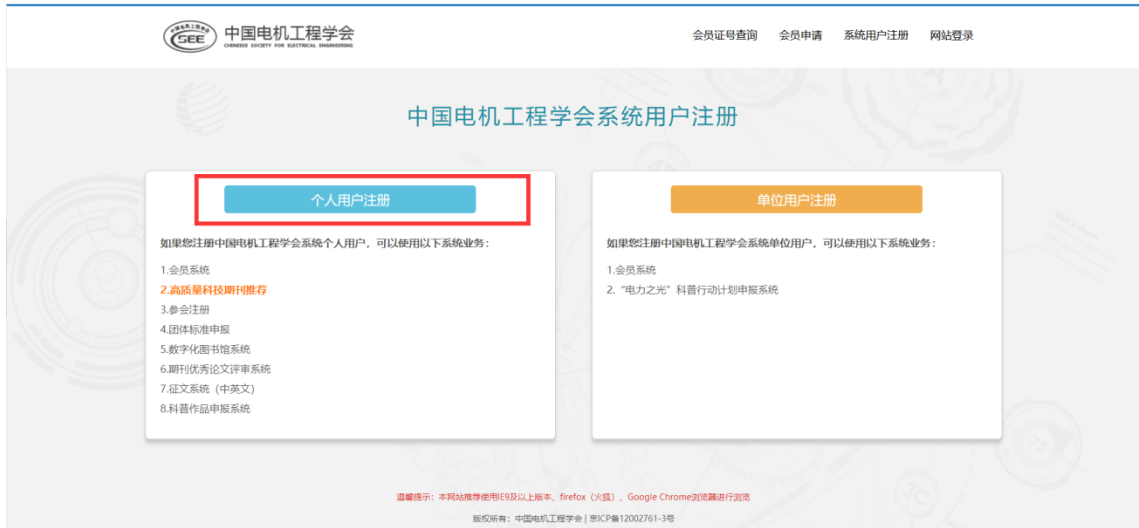 CSEE
中国电机工程学会
CHINESE SOCIETY FOR ELECTRICAL ENGINEERING
会员证号查询 会员申请 系统用户注册 网站登录
中国电机工程学会系统用户注册
个人用户注册
如果您注册中国电机工程学会系统个人用户，可以使用以下系统业务：
1.会员系统
2.高质量科技期刊推荐
3.参会注册
4.团体标准申报
5.数字化图书馆系统
6.期刊优秀论文评审系统
7.征文系统（中英文）
8.科普作品申报系统
单位用户注册
如果您注册中国电机工程学会系统单位用户，可以使用以下系统业务：
1.会员系统
2.“电力之光”科普行动计划申报系统
温馨提示：本网站推荐使用IE9及以上版本、firefox（火狐）、Google Chrome浏览器进行浏览
版权所有：中国电机工程学会 | 京ICP备12002761-3号